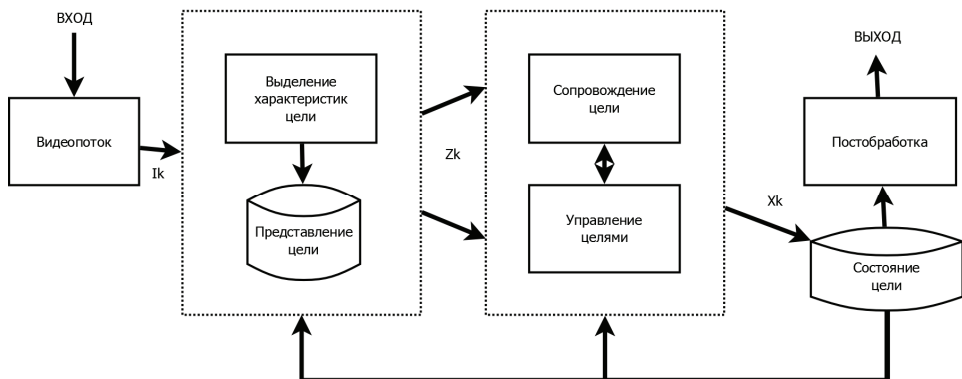 ВХОД
Видеопоток
Ik
Выделение
характеристик
цели
Представление
цели
Zk
Сопровождение
цели
Управление
целями
Xk
ВЫХОД
Постобработка
Состояние
цели